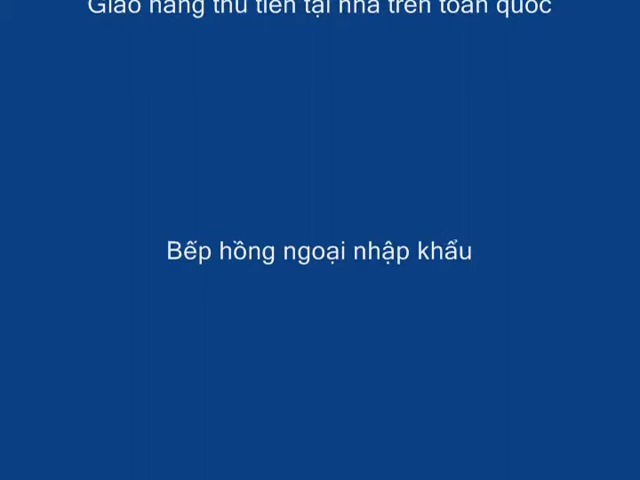 Giao hàng thu tiền tại nhà trên toàn quốc
Bếp hồng ngoại nhập khẩu